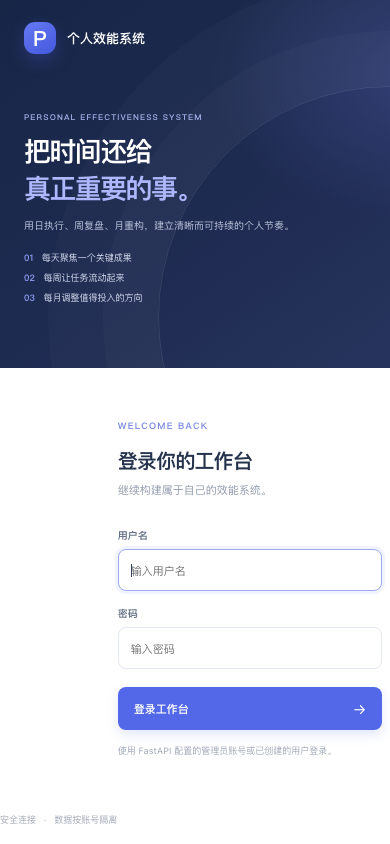 P 个人效能系统
PERSONAL EFFECTIVENESS SYSTEM
把时间还给
真正重要的事。
用日执行、周复盘、月重构，建立清晰而可持续的个人节奏。
01 每天聚焦一个关键成果
02 每周让任务流动起来
03 每月调整值得投入的方向
WELCOME BACK
登录你的工作台
继续构建属于自己的效能系统。
用户名
输入用户名
密码
输入密码
登录工作台 →
使用 FastAPI 配置的管理员账号或已创建的用户登录。
安全连接 · 数据按账号隔离